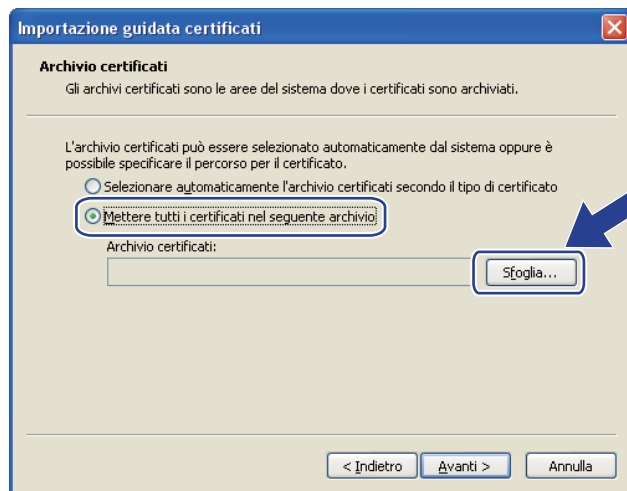 Importazione guidata certificati
Archivio certificati
Gli archivi certificati sono le aree del sistema dove i certificati sono archiviati.
L'archivio certificati può essere selezionato automaticamente dal sistema oppure è
possibile specificare il percorso per il certificato.
Selezionare automaticamente l'archivio certificati secondo il tipo di certificato
Mettere tutti i certificati nel seguente archivio
Archivio certificati:
Sfoglia...
< Indietro
Avanti >
Annulla